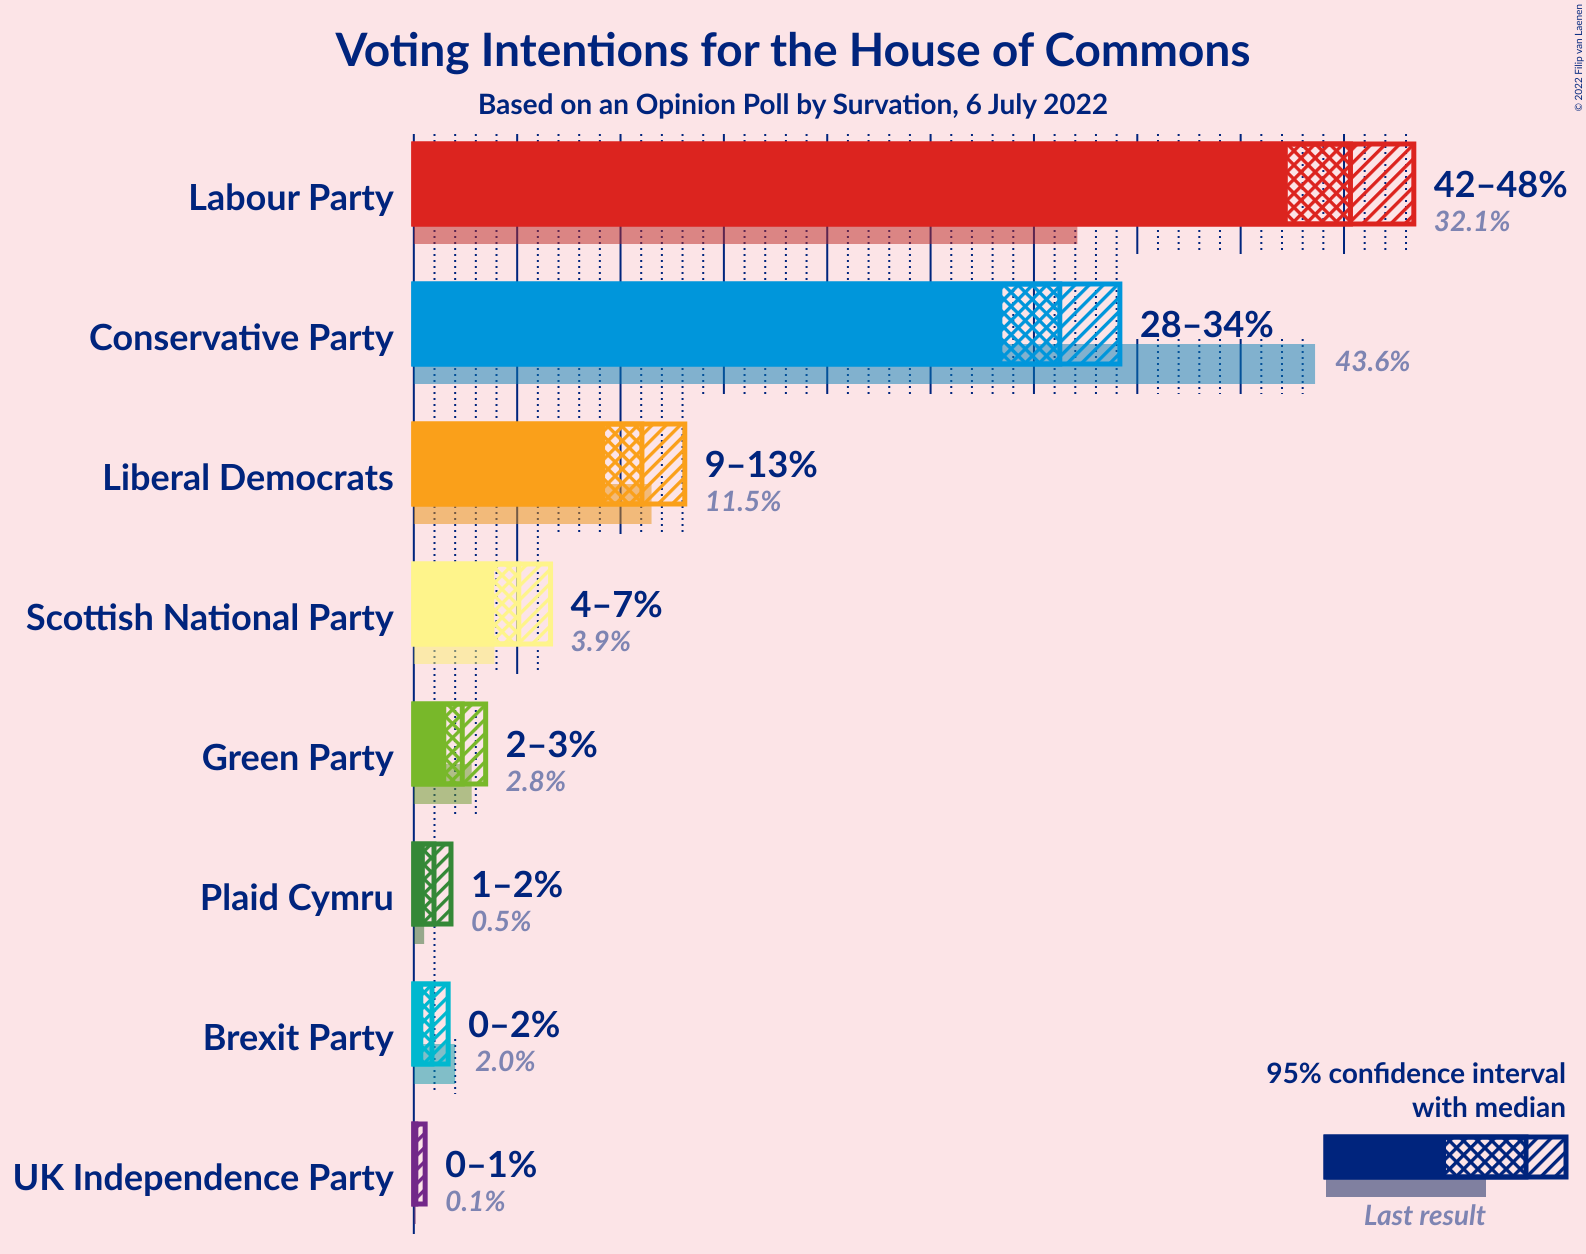 Voting Intentions for the House of Commons
Based on an Opinion Poll by Survation, 6 July 2022
© 2022 Filip van Laenen
Labour Party
42–48%
32.1%
Conservative Party
28–34%
43.6%
Liberal Democrats
9–13%
11.5%
Scottish National Party
4–7%
3.9%
Green Party
2–3%
2.8%
Plaid Cymru
1–2%
0.5%
Brexit Party
0–2%
2.0%
UK Independence Party
0–1%
0.1%
95% confidence interval
with median
Last result